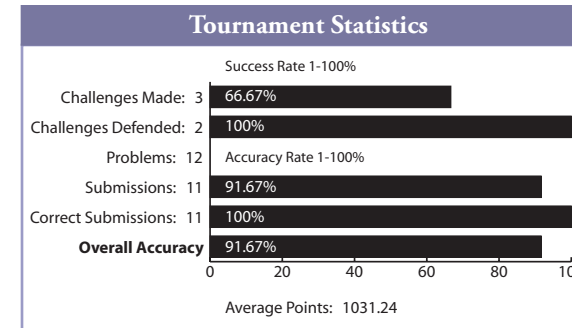 Tournament Statistics
Success Rate 1-100%
Challenges Made: 3 66.67%
Challenges Defended: 2 100%
Problems: 12 Accuracy Rate 1-100%
Submissions: 11 91.67%
Correct Submissions: 11 100%
Overall Accuracy 91.67%
0 20 40 60 80
Average Points: 1031.24